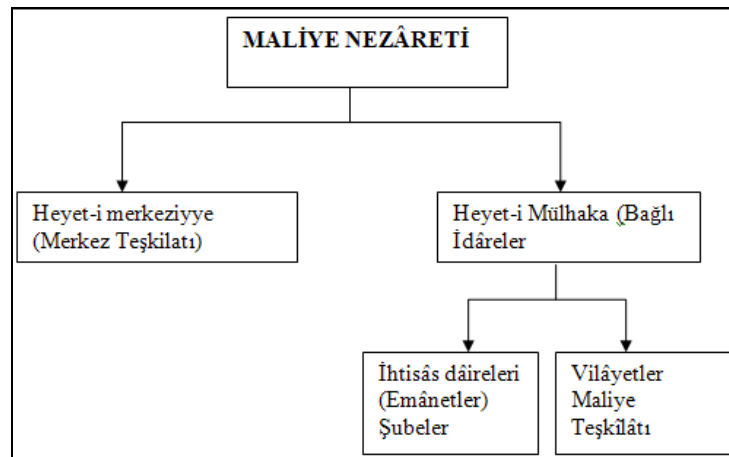 MALİYE NEZÂRETİ
Heyet-i merkeziyye
(Merkez Teşkilatı)
Heyet-i Mülhaka (Bağlı
İdâreler
İhtisâs dâireleri
(Emânetler)
Şubeler
Vilâyetler
Maliye
Teşkîlâtı